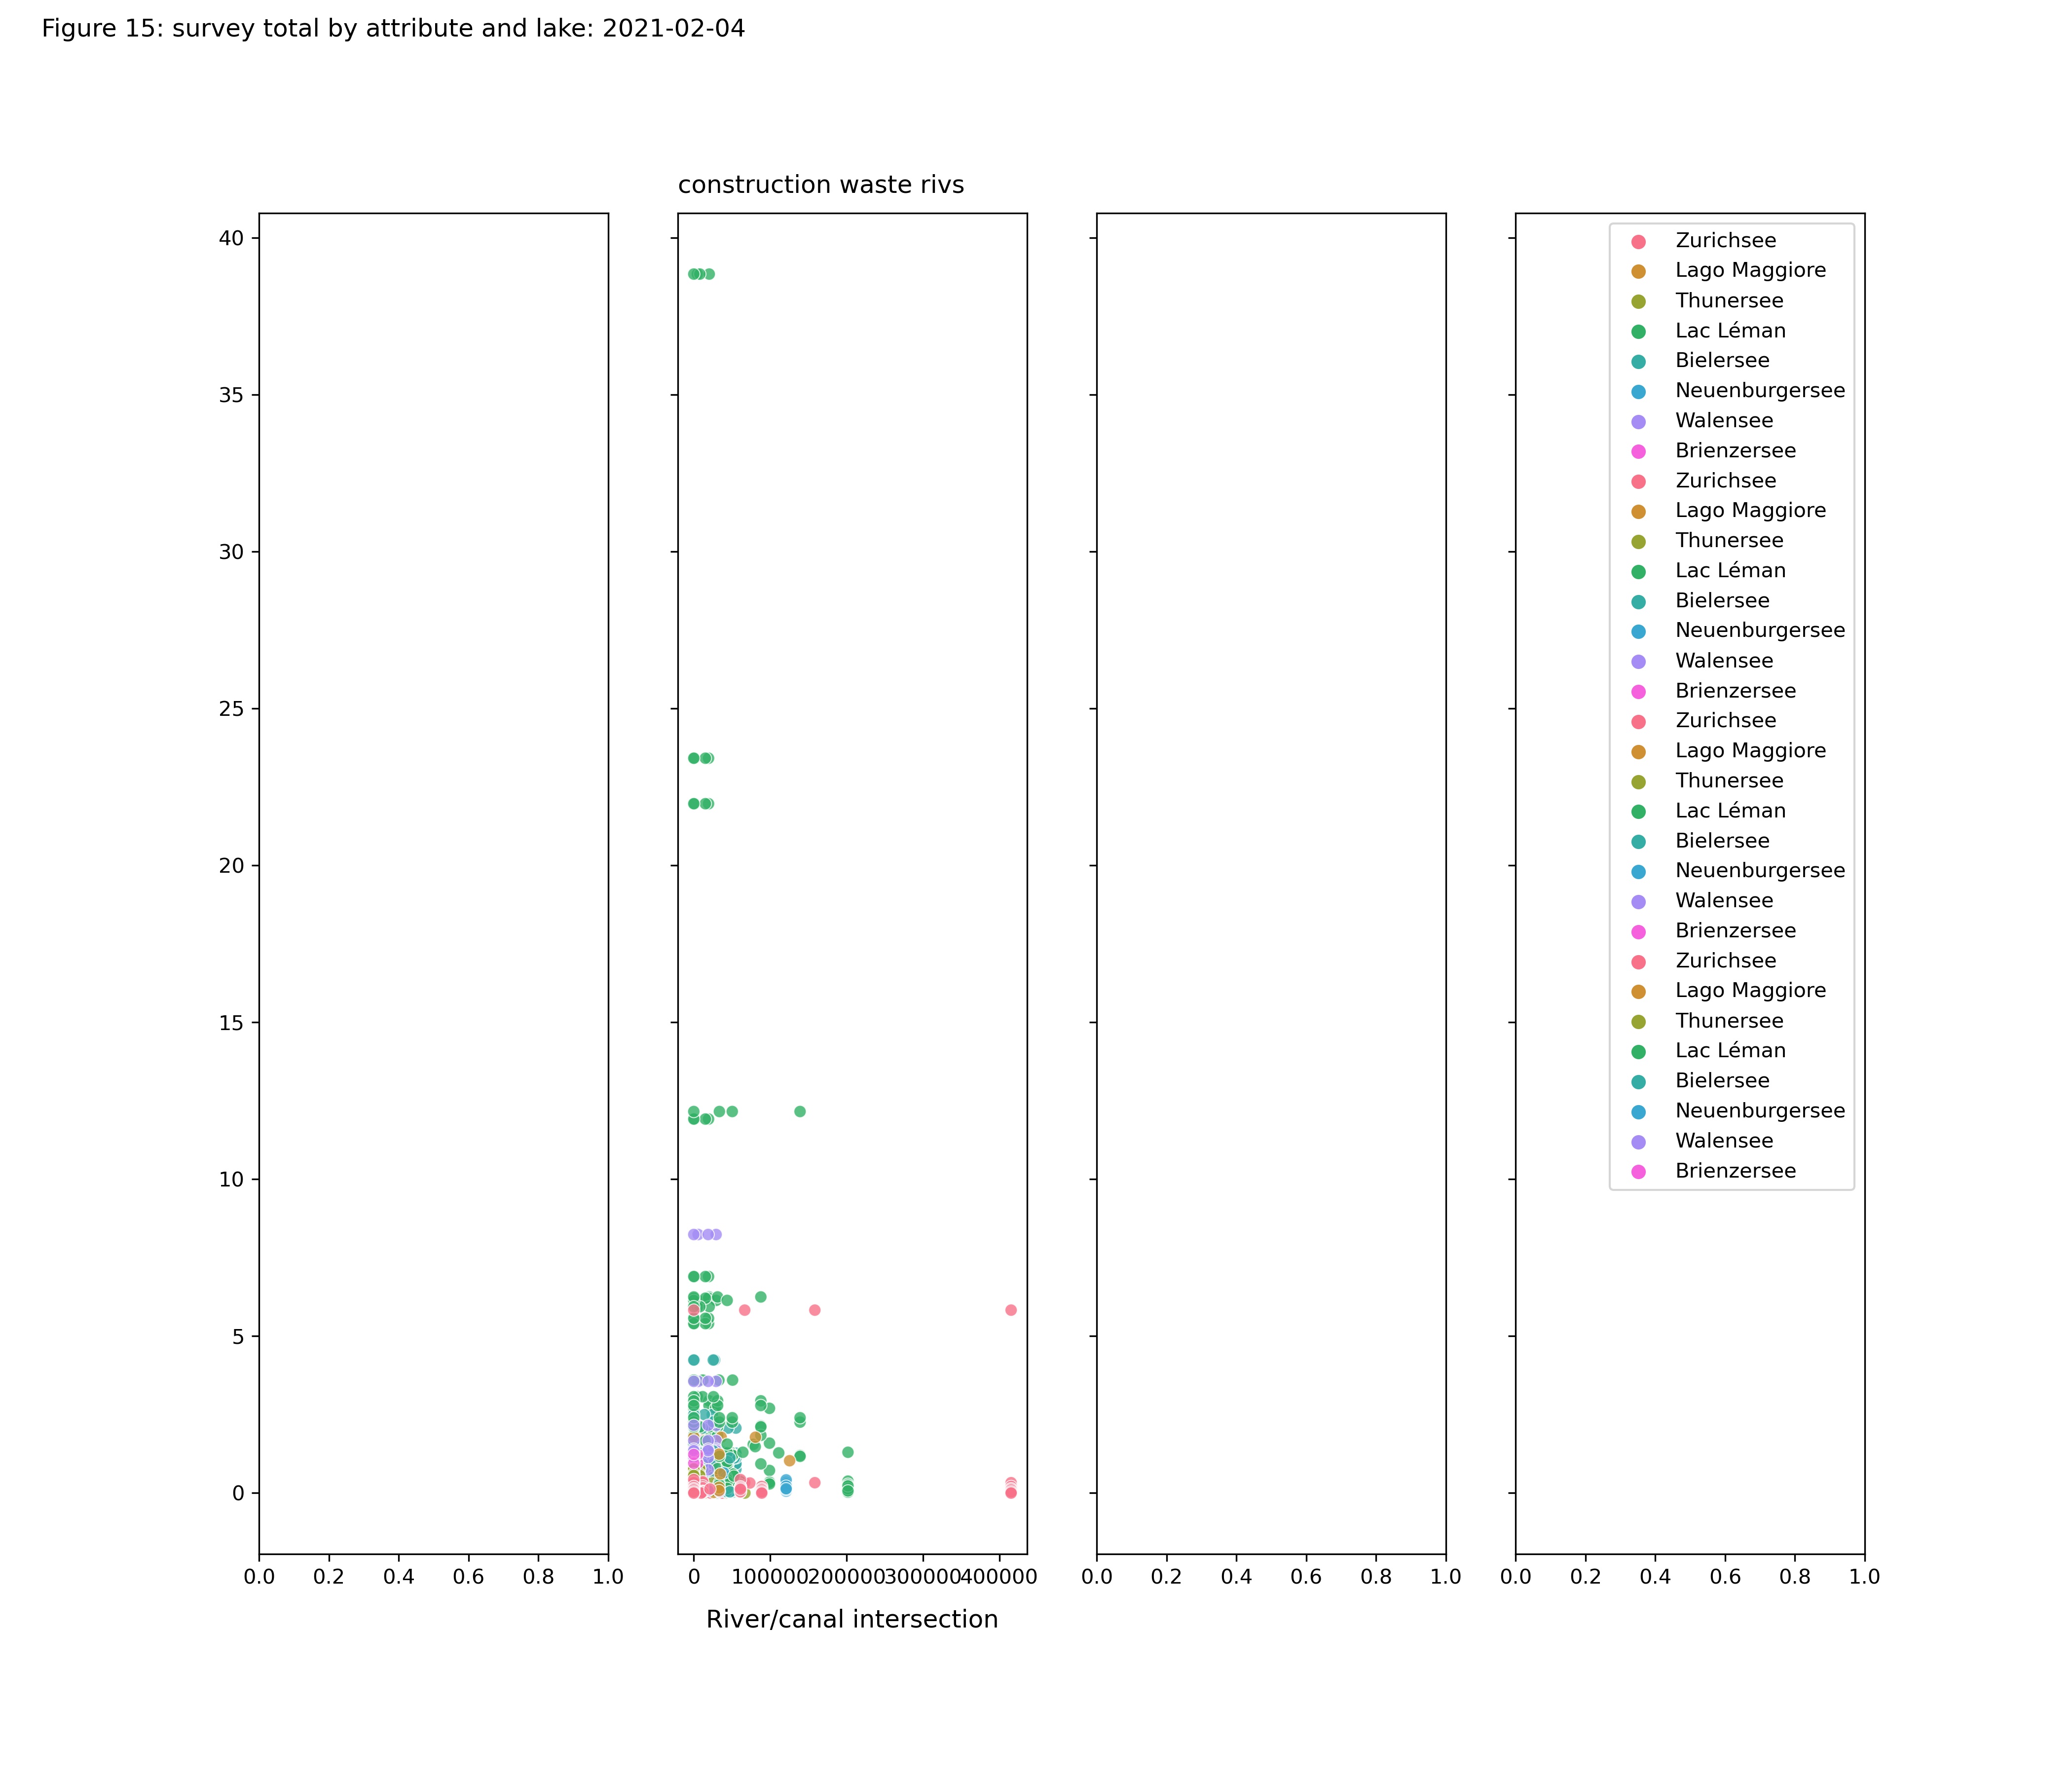 Figure 15: survey total by attribute and lake: 2021-02-04
construction waste rivs
40
35
30
25
20
15
10
5
0
0.0 0.2 0.4 0.6 0.8 1.0
0 100000 200000 300000 400000
0.0 0.2 0.4 0.6 0.8 1.0
0.0 0.2 0.4 0.6 0.8 1.0
River/canal intersection
Zurichsee
Lago Maggiore
Thunersee
Lac Léman
Bielersee
Neuenburgersee
Walensee
Brienzersee
Zurichsee
Lago Maggiore
Thunersee
Lac Léman
Bielersee
Neuenburgersee
Walensee
Brienzersee
Zurichsee
Lago Maggiore
Thunersee
Lac Léman
Bielersee
Neuenburgersee
Walensee
Brienzersee
Zurichsee
Lago Maggiore
Thunersee
Lac Léman
Bielersee
Neuenburgersee
Walensee
Brienzersee